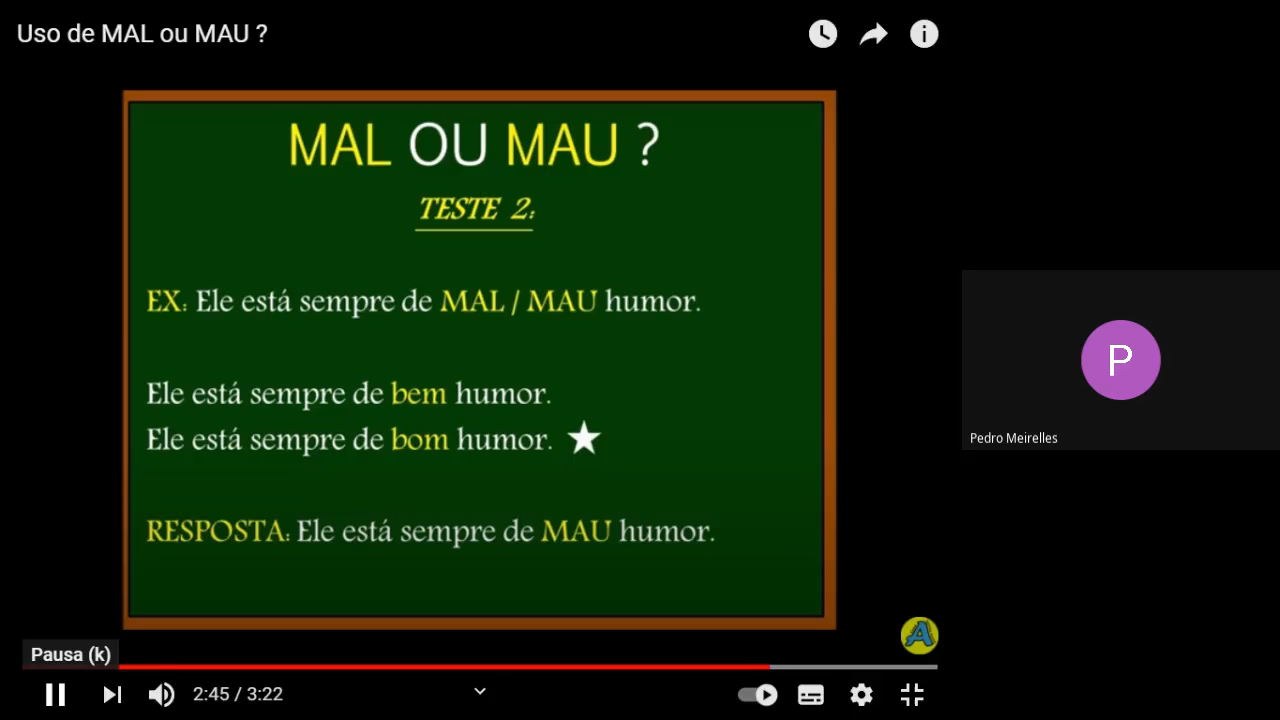 Uso de MAL ou MAU ?
MAL OU MAU ?
TESTE 2:
EX: Ele está sempre de MAL / MAU humor.
Ele está sempre de bem humor.
Ele está sempre de bom humor.
RESPOSTA: Ele está sempre de MAU humor.
P
Pedro Meirelles
A
Pausa (k)
2:45 / 3:22